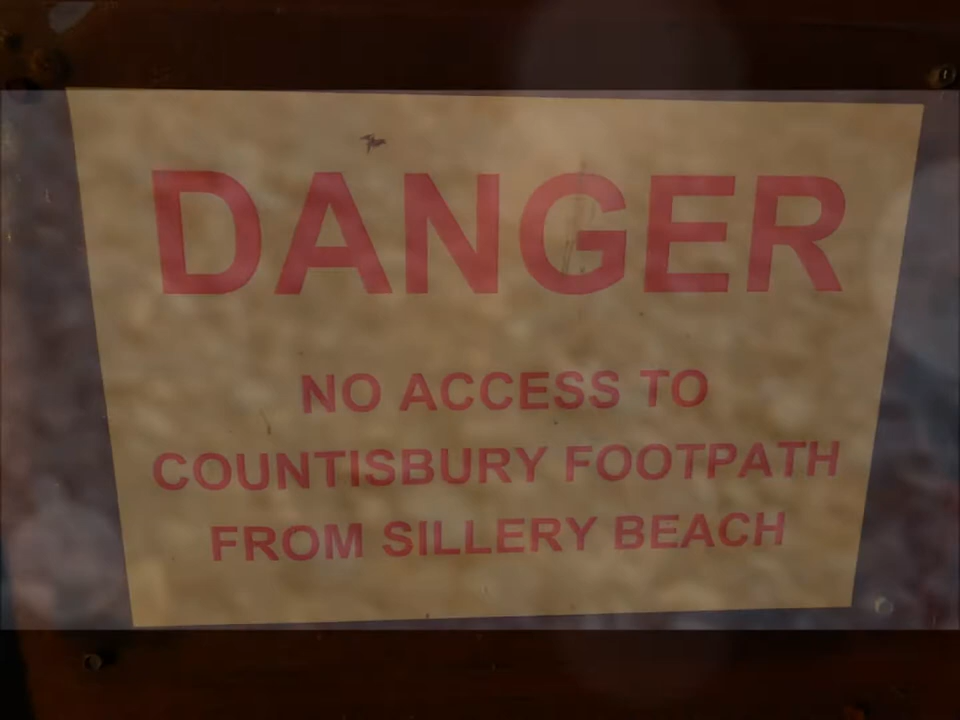 DANGER
NO ACCESS TO
COUNTISBURY FOOTPATH
FROM SILLERY BEACH